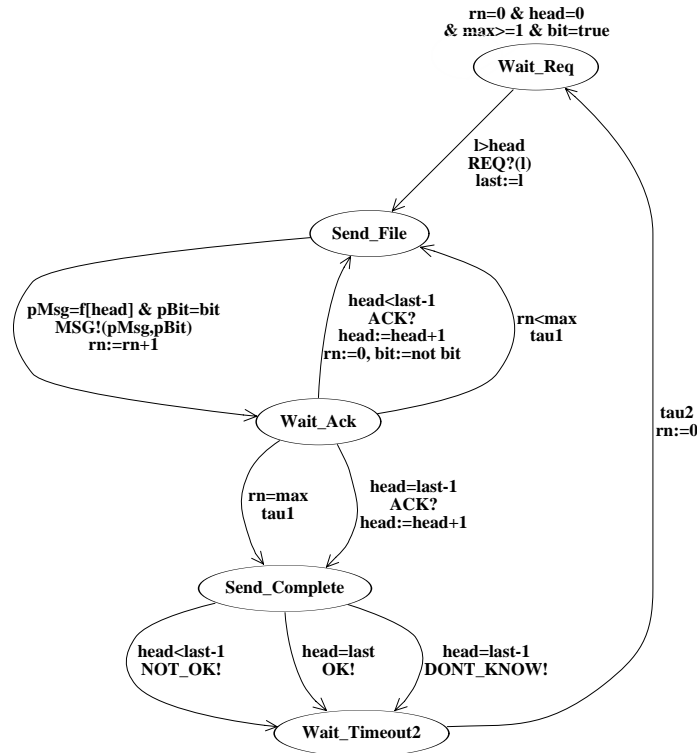 rn=0 & head=0
& max>=1 & bit=true
Wait_Req
l>head
REQ?(l)
last:=l
Send_File
pMsg=f[head] & pBit=bit
MSG!(pMsg,pBit)
rn:=rn+1
head<last-1
ACK?
head:=head+1
rn:=0, bit:=not bit
rn<max
tau1
Wait_Ack
tau2
rn:=0
rn=max
tau1
head=last-1
ACK?
head:=head+1
Send_Complete
head<last-1
NOT_OK!
head=last
OK!
head=last-1
DONT_KNOW!
Wait_Timeout2